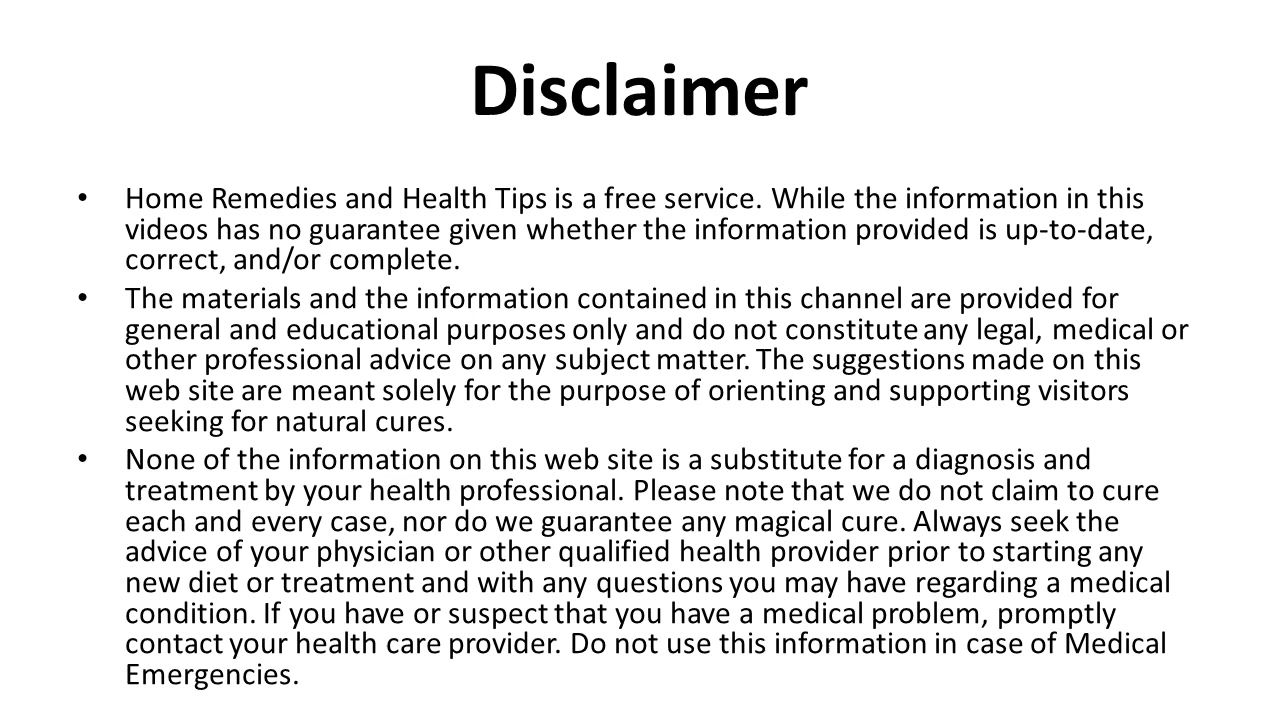 Disclaimer
• Home Remedies and Health Tips is a free service. While the information in this
videos has no guarantee given whether the information provided is up-to-date,
correct, and/or complete.
• The materials and the information contained in this channel are provided for
general and educational purposes only and do not constitute any legal, medical or
other professional advice on any subject matter. The suggestions made on this
web site are meant solely for the purpose of orienting and supporting visitors
seeking for natural cures.
• None of the information on this web site is a substitute for a diagnosis and
treatment by your health professional. Please note that we do not claim to cure
each and every case, nor do we guarantee any magical cure. Always seek the
advice of your physician or other qualified health provider prior to starting any
new diet or treatment and with any questions you may have regarding a medical
condition. If you have or suspect that you have a medical problem, promptly
contact your health care provider. Do not use this information in case of Medical
Emergencies.